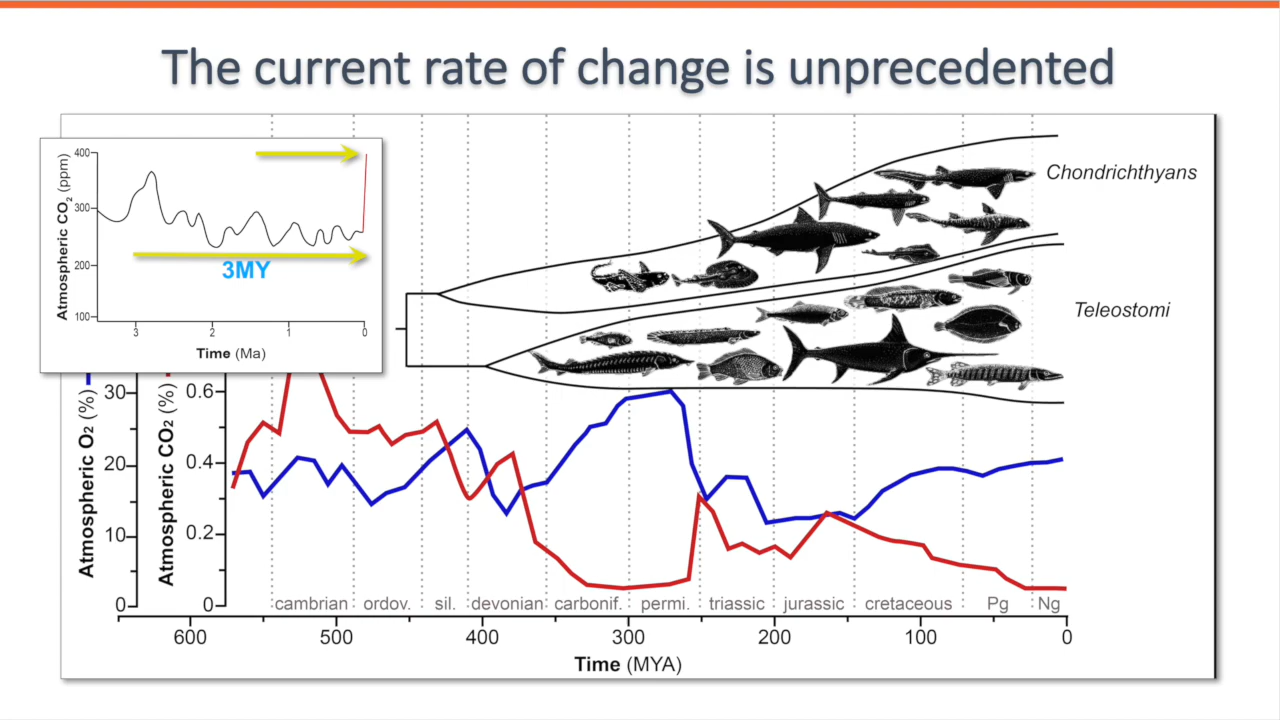 The current rate of change is unprecedented
Atmospheric CO2 (ppm)
400
300
200
100
3MY
3
2
1
0
Time (Ma)
Chondrichthyans
Teleostomi
Atmospheric O2 (%)
30
20
10
0
Atmospheric CO2 (%)
0.6
0.4
0.2
0
cambrian ordov. sil. devonian carbonif. permi. triassic jurassic cretaceous Pg Ng
600 500 400 300 200 100 0
Time (MYA)